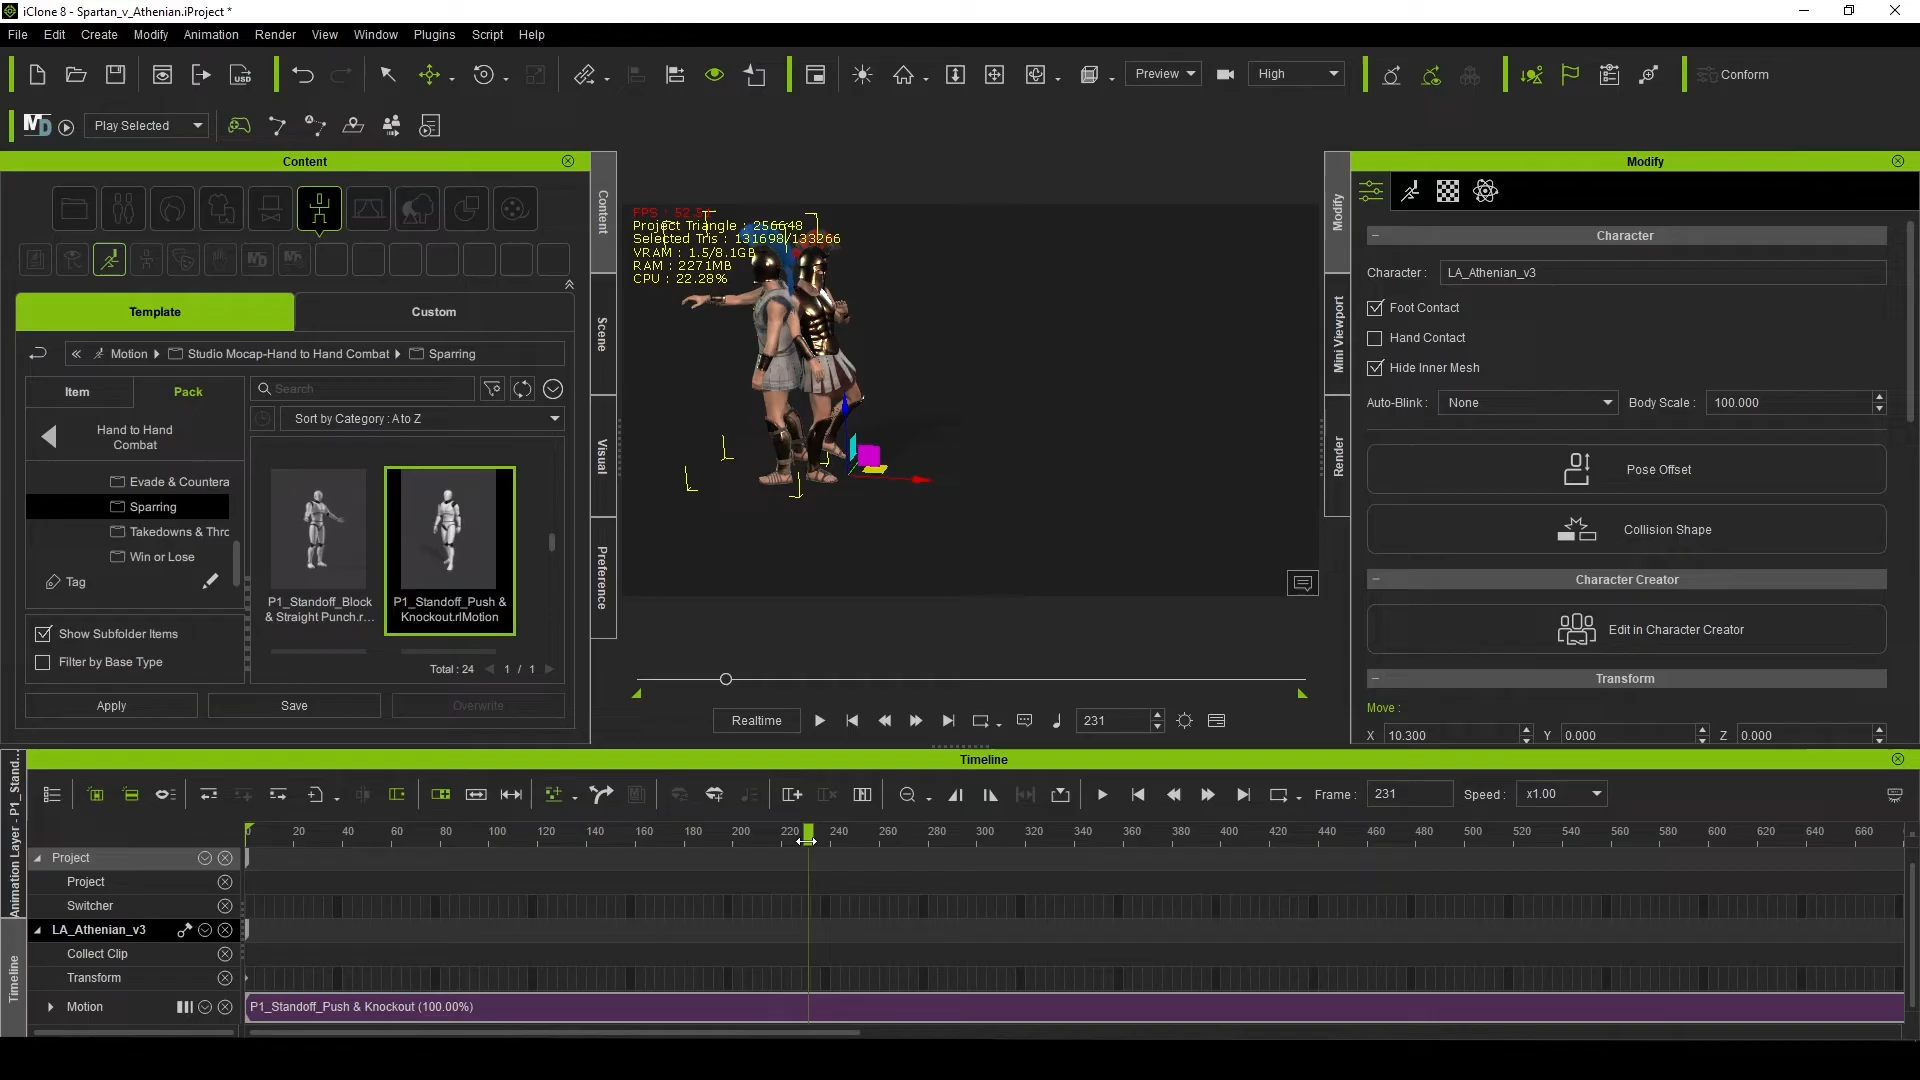 iClone 8 - Spartan_v_Athenian.iProject *
File Edit Create Modify Animation Render View Window Plugins Script Help
USD
Preview
High
Conform
MD
Play Selected
Content
Template
Custom
Motion
Studio Mocap-Hand to Hand Combat
Sparring
Item
Pack
Search
Hand to Hand
Combat
Sort by Category : A to Z
Evade & Countera
Sparring
Takedowns & Thro
Win or Lose
Tag
P1_Standoff_Block
& Straight Punch.r...
P1_Standoff_Push &
Knockout.rlMotion
Show Subfolder Items
Filter by Base Type
Total : 24
1 / 1
Apply
Save
Overwrite
Content
Scene
Visual
Preference
Project Triangle : 256648
Selected Tris : 131698/133266
VRAM : 1.5/8.1GB
RAM : 2271MB
CPU : 22.28%
Realtime
231
Modify
Mini Viewport
Render
Modify
Character
Character :
LA_Athenian_v3
Foot Contact
Hand Contact
Hide Inner Mesh
Auto-Blink :
None
Body Scale :
100.000
Pose Offset
Collision Shape
Character Creator
Edit in Character Creator
Transform
Move :
X 10.300 Y 0.000 Z 0.000
Timeline
Frame : 231 Speed : x1.00
0 20 40 60 80 100 120 140 160 180 200 220 240 260 280 300 320 340 360 380 400 420 440 460 480 500 520 540 560 580 600 620 640 660
Project
Project
Switcher
LA_Athenian_v3
Collect Clip
Transform
Motion
P1_Standoff_Push & Knockout (100.00%)
Animation Layer - P1_Stand...
Timeline